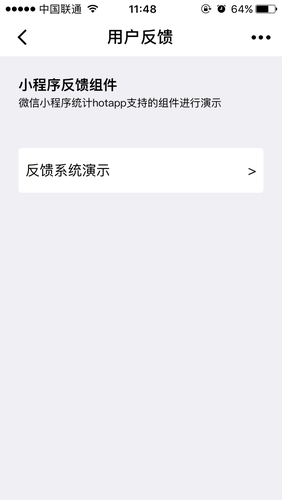 中国联通 11:48 64%
用户反馈
小程序反馈组件
微信小程序统计hotapp支持的组件进行演示
反馈系统演示 >